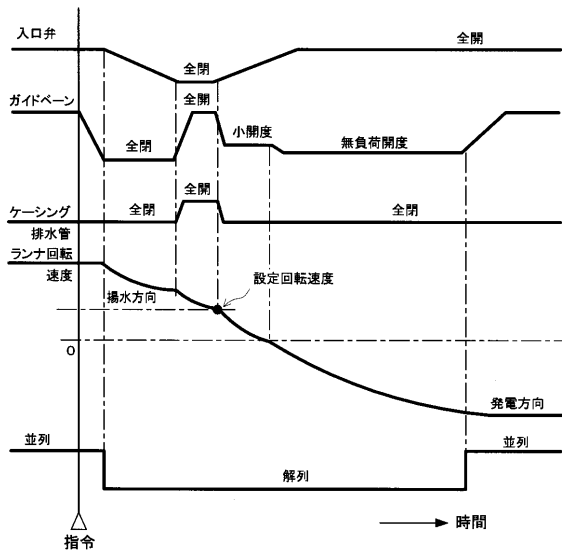 入口弁
全閉
全開
ガイドベーン
全閉
全開
小開度
無負荷開度
ケーシング
排水管
全閉
全開
全閉
ランナ回転
速度
揚水方向
設定回転速度
0
発電方向
並列
解列
並列
指令
時間